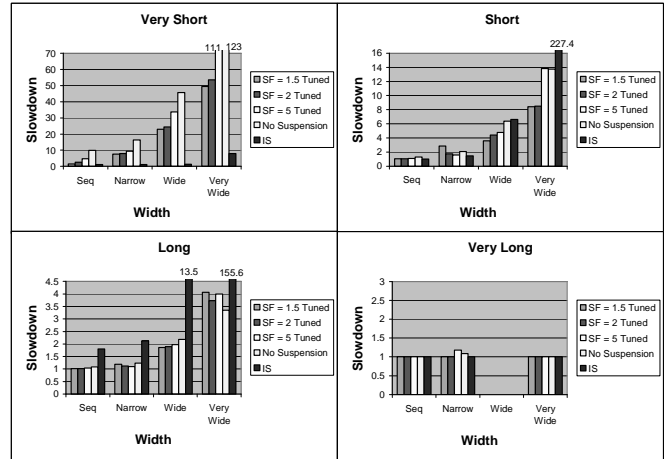 Very Short
111 123
70
60
50
40
30
20
10
0
Slowdown
Seq
Narrow
Wide
Very Wide
Width
SF = 1.5 Tuned
SF = 2 Tuned
SF = 5 Tuned
No Suspension
IS
Short
227.4
16
14
12
10
8
6
4
2
0
Slowdown
Seq
Narrow
Wide
Very Wide
Width
SF = 1.5 Tuned
SF = 2 Tuned
SF = 5 Tuned
No Suspension
IS
Long
13.5 155.6
4.5
4
3.5
3
2.5
2
1.5
1
0.5
0
Slowdown
Seq
Narrow
Wide
Very Wide
Width
SF = 1.5 Tuned
SF = 2 Tuned
SF = 5 Tuned
No Suspension
IS
Very Long
3
2.5
2
1.5
1
0.5
0
Slowdown
Seq
Narrow
Wide
Very Wide
Width
SF = 1.5 Tuned
SF = 2 Tuned
SF = 5 Tuned
No Suspension
IS